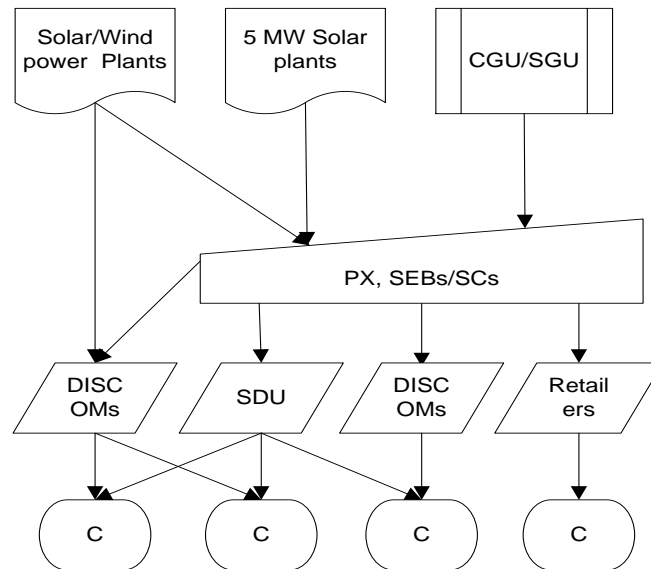 Solar/Wind
power Plants
5 MW Solar
plants
CGU/SGU
PX, SEBs/SCs
DISC
OMs
SDU
DISC
OMs
Retail
ers
C
C
C
C